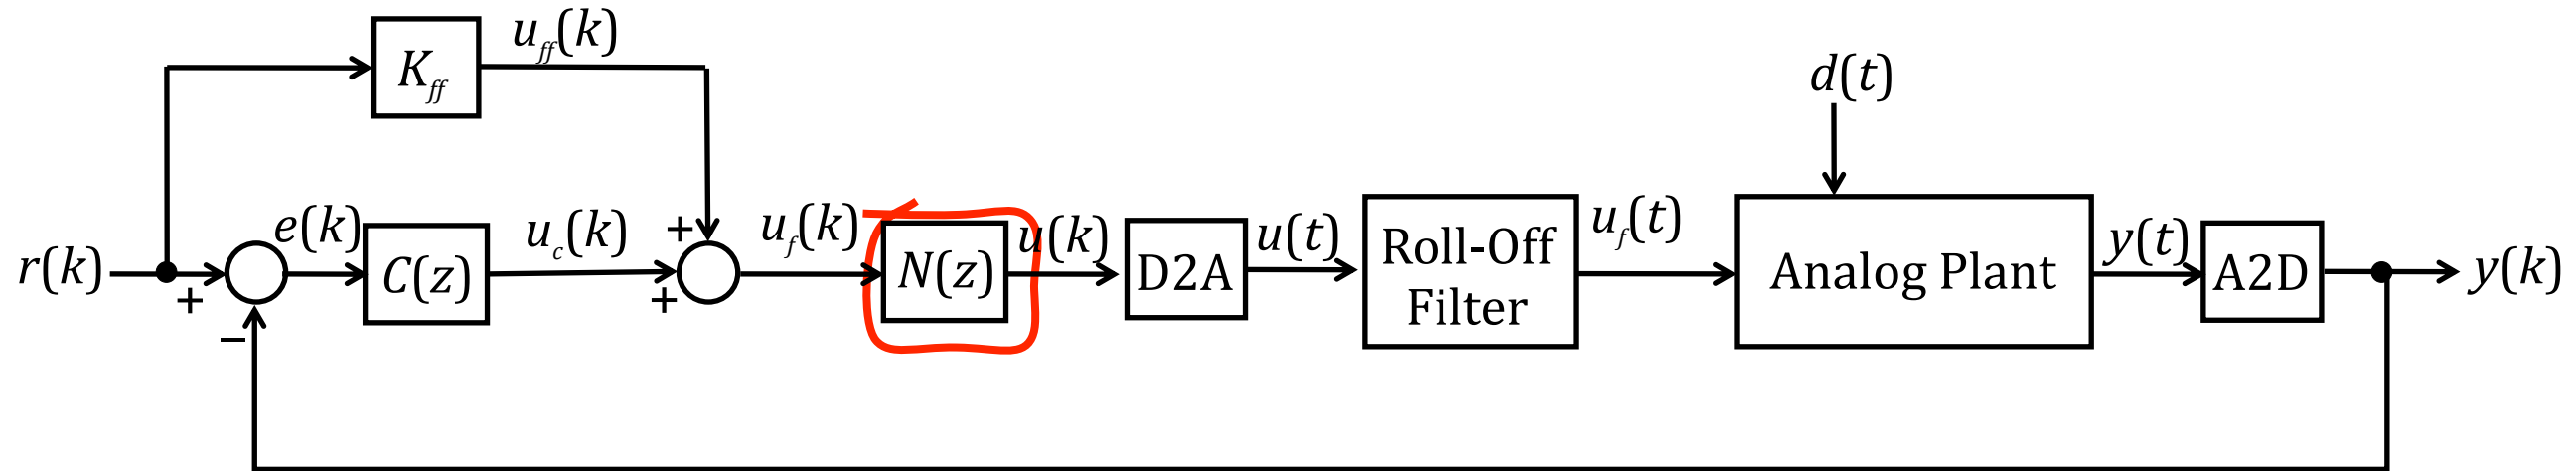 u_ff(k)
K_ff
d(t)
e(k)
u_c(k)
+
u_f(k)
u(k)
u(t)
u_f(t)
y(t)
r(k)
+
C(z)
+
N(z)
D2A
Roll-Off
Filter
Analog Plant
A2D
y(k)
−